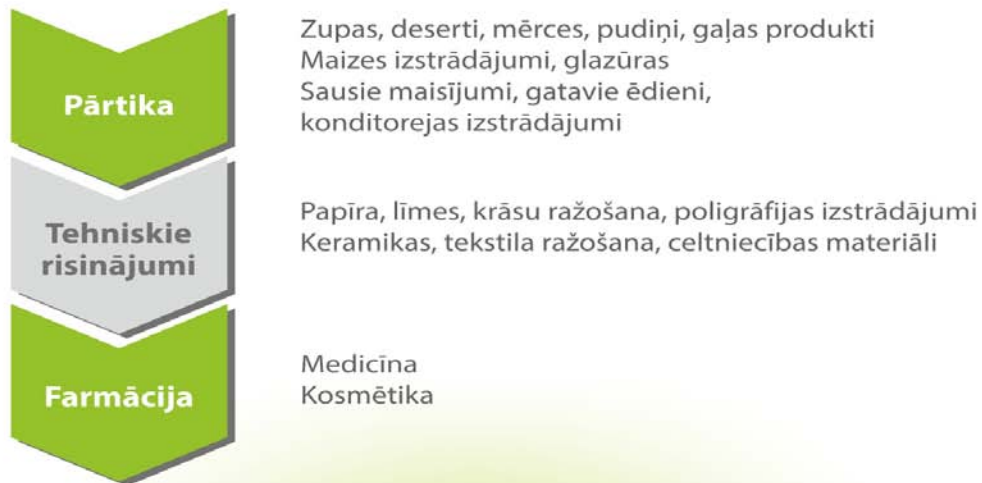 Pārtika
Zupas, deserti, mērces, pudiņi, gaļas produkti
Maizes izstrādājumi, glazūras
Sausie maisījumi, gatavie ēdieni,
konditorejas izstrādājumi
Tehniskie
risinājumi
Papīra, līmes, krāsu ražošana, poligrāfijas izstrādājumi
Keramikas, tekstila ražošana, celtniecības materiāli
Farmācija
Medicīna
Kosmētika